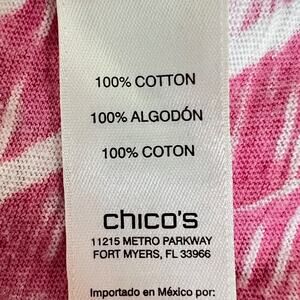 100% COTTON
100% ALGODÓN
100% COTON
chico's
11215 METRO PARKWAY
FORT MYERS, FL 33966
Importado en México por: